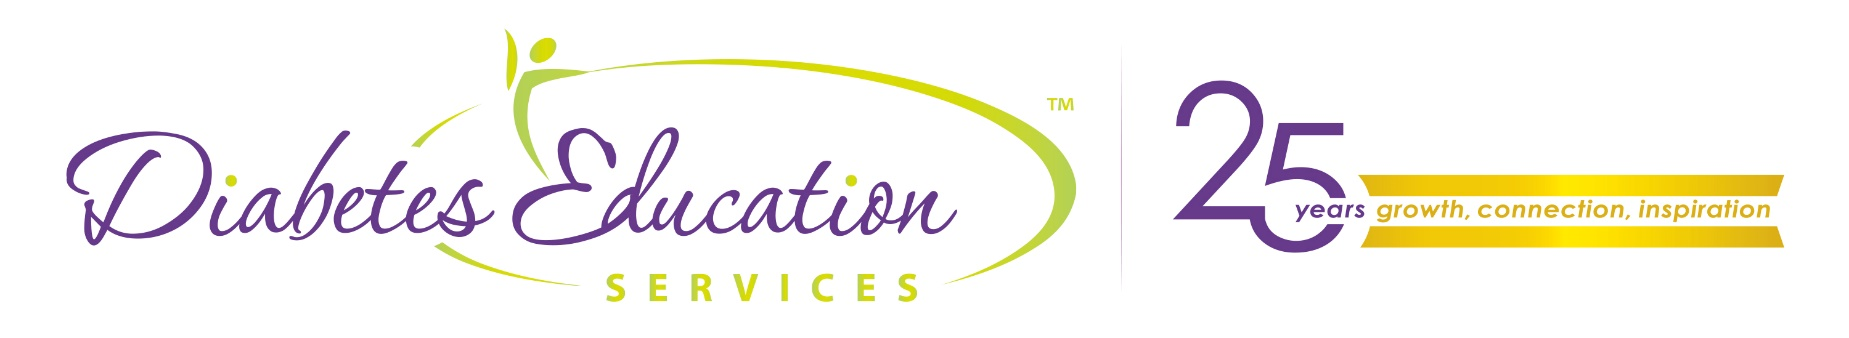 Diabetes Education
SERVICES
TM
25
years growth, connection, inspiration